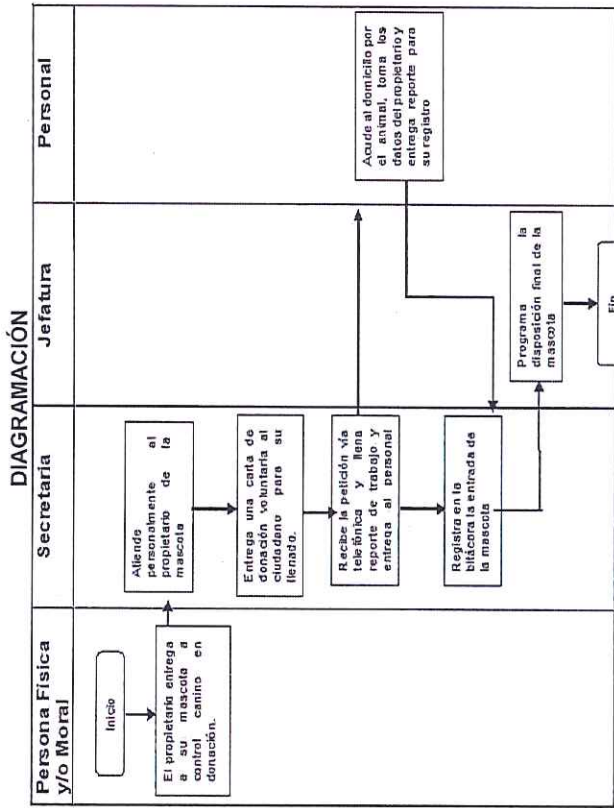 DIAGRAMACIÓN
Persona Física
y/o Moral
Secretaria
Jefatura
Personal
Inicio
El propietario entrega
a su mascota a
control canino en
donación.
Atiende
personalmente al
propietario de la
mascota
Entrega una carta de
donación voluntaria al
ciudadano para su
llenado.
Recibe la petición vía
telefónica y llena
reporte de trabajo y
entrega al personal
Registra en la
bitácora la entrada de
la mascota
Acude al domicilio por
el animal, toma los
datos del propietario y
entrega reporte para
su registro
Programa la
disposición final de la
mascota
Fin